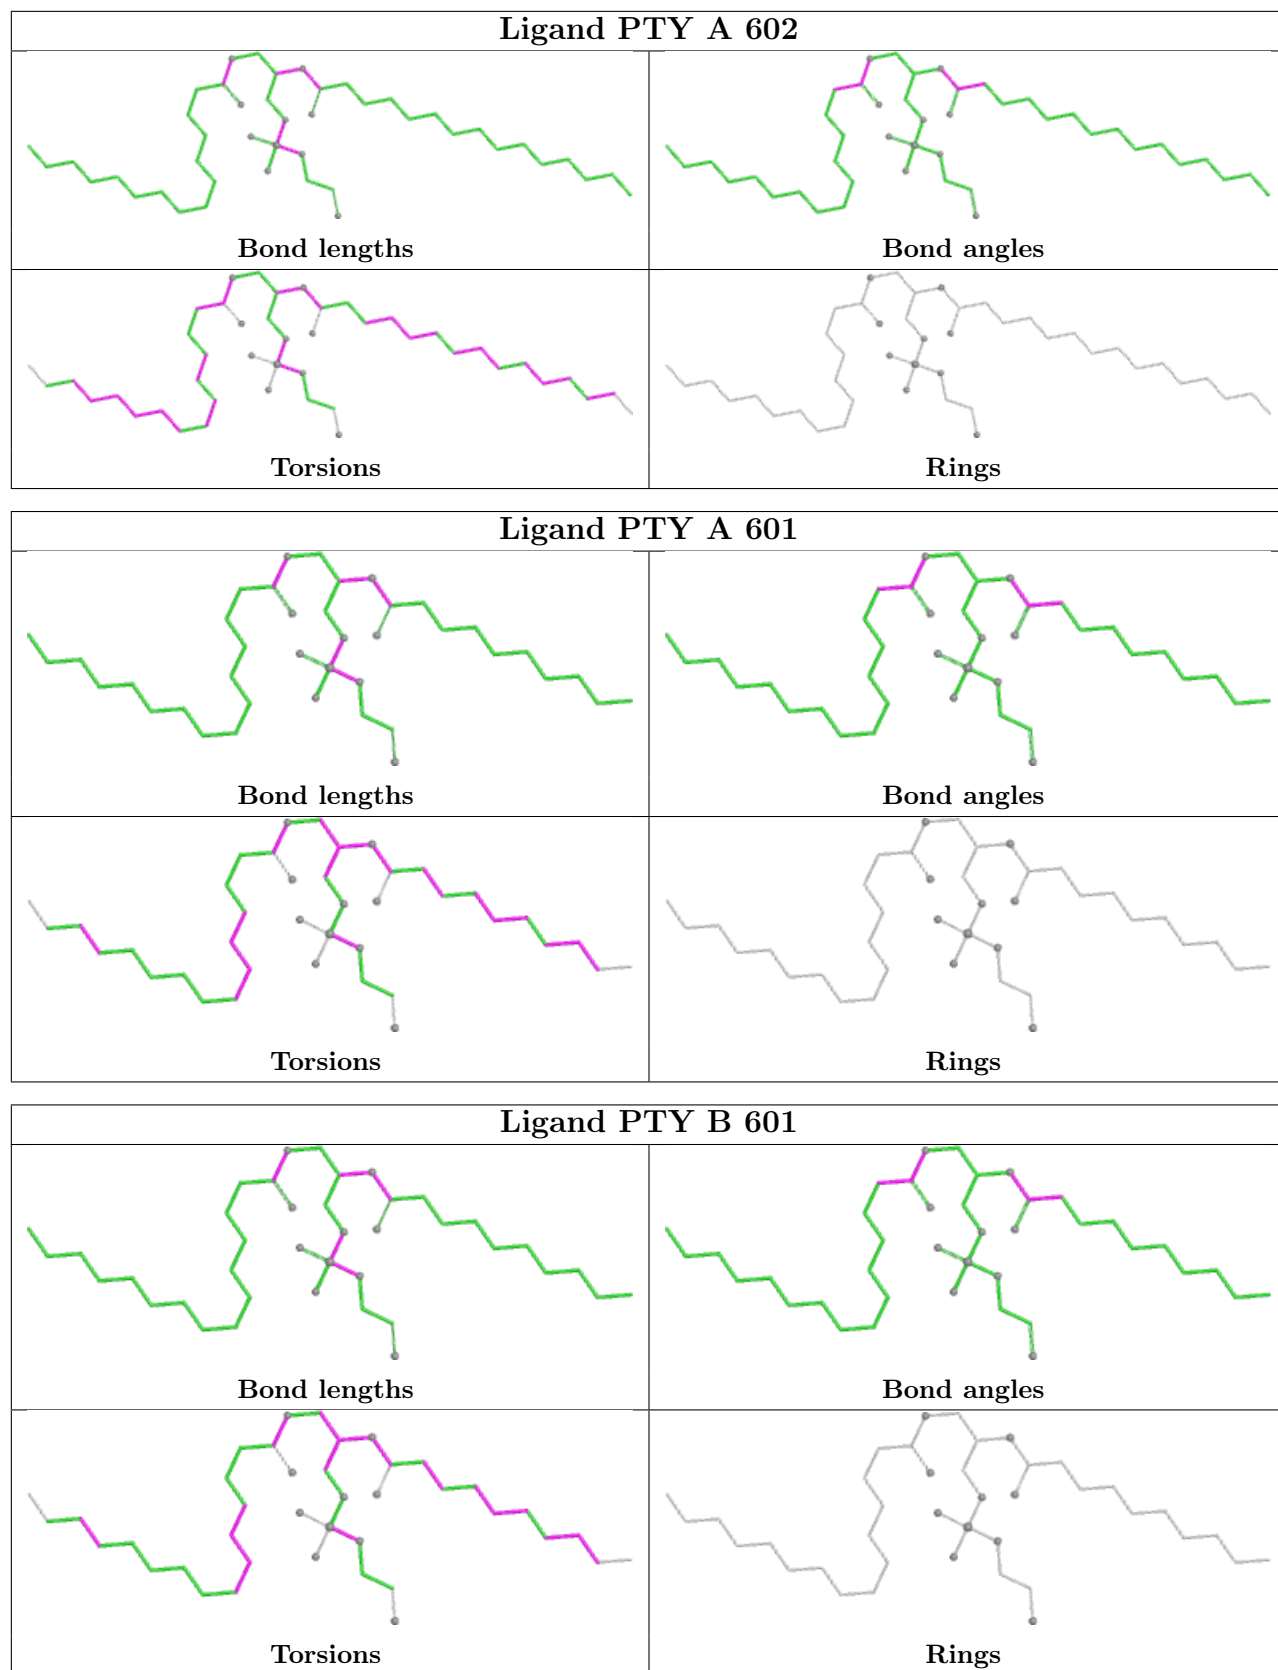 Ligand PTY A 602
Bond lengths
Bond angles
Torsions
Rings
Ligand PTY A 601
Bond lengths
Bond angles
Torsions
Rings
Ligand PTY B 601
Bond lengths
Bond angles
Torsions
Rings